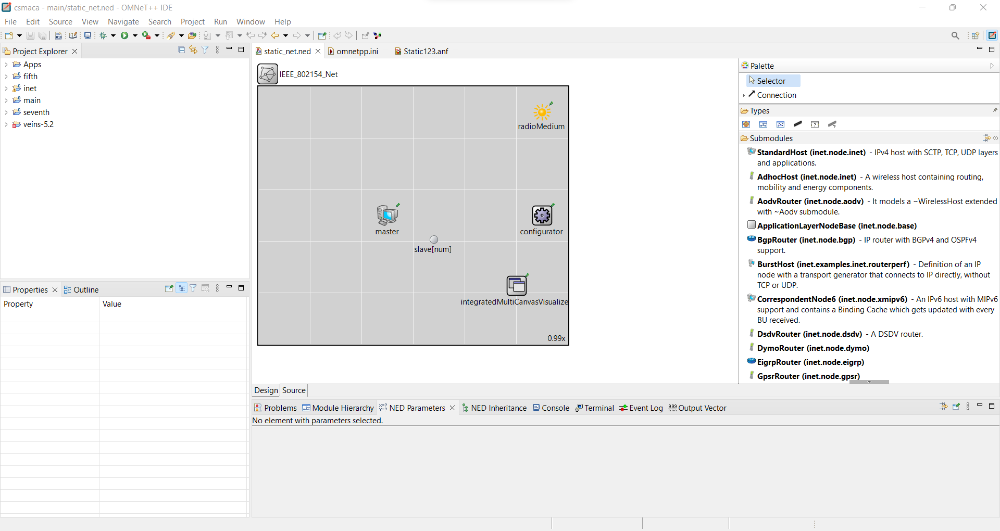 csmaca - main/static_net.ned - OMNeT++ IDE
File Edit Source View Navigate Search Project Run Window Help
Project Explorer
Apps
fifth
inet
main
seventh
veins-5.2
Properties Outline
Property Value
static_net.ned omnetpp.ini Static123.anf
IEEE_802154_Net
radioMedium
master
configurator
slave[num]
integratedMultiCanvasVisualize
0.99x
Design Source
Palette
Selector
Connection
Types
Submodules
StandardHost (inet.node.inet) - IPv4 host with SCTP, TCP, UDP layers
and applications.
AdhocHost (inet.node.inet) - A wireless host containing routing,
mobility and energy components.
AodvRouter (inet.node.aodv) - It models a ~WirelessHost extended
with ~Aodv submodule.
ApplicationLayerNodeBase (inet.node.base)
BgpRouter (inet.node.bgp) - IP router with BGPv4 and OSPFv4
support.
BurstHost (inet.examples.inet.routerperf) - Definition of an IP
node with a transport generator that connects to IP directly, without
TCP or UDP.
CorrespondentNode6 (inet.node.xmipv6) - An IPv6 host with MIPv6
support and contains a Binding Cache which gets updated with every
BU received.
DsdvRouter (inet.node.dsdv) - A DSDV router.
DymoRouter (inet.node.dymo)
EigrpRouter (inet.node.eigrp)
GpsrRouter (inet.node.gpsr)
Problems Module Hierarchy NED Parameters NED Inheritance Console Terminal Event Log Output Vector
No element with parameters selected.